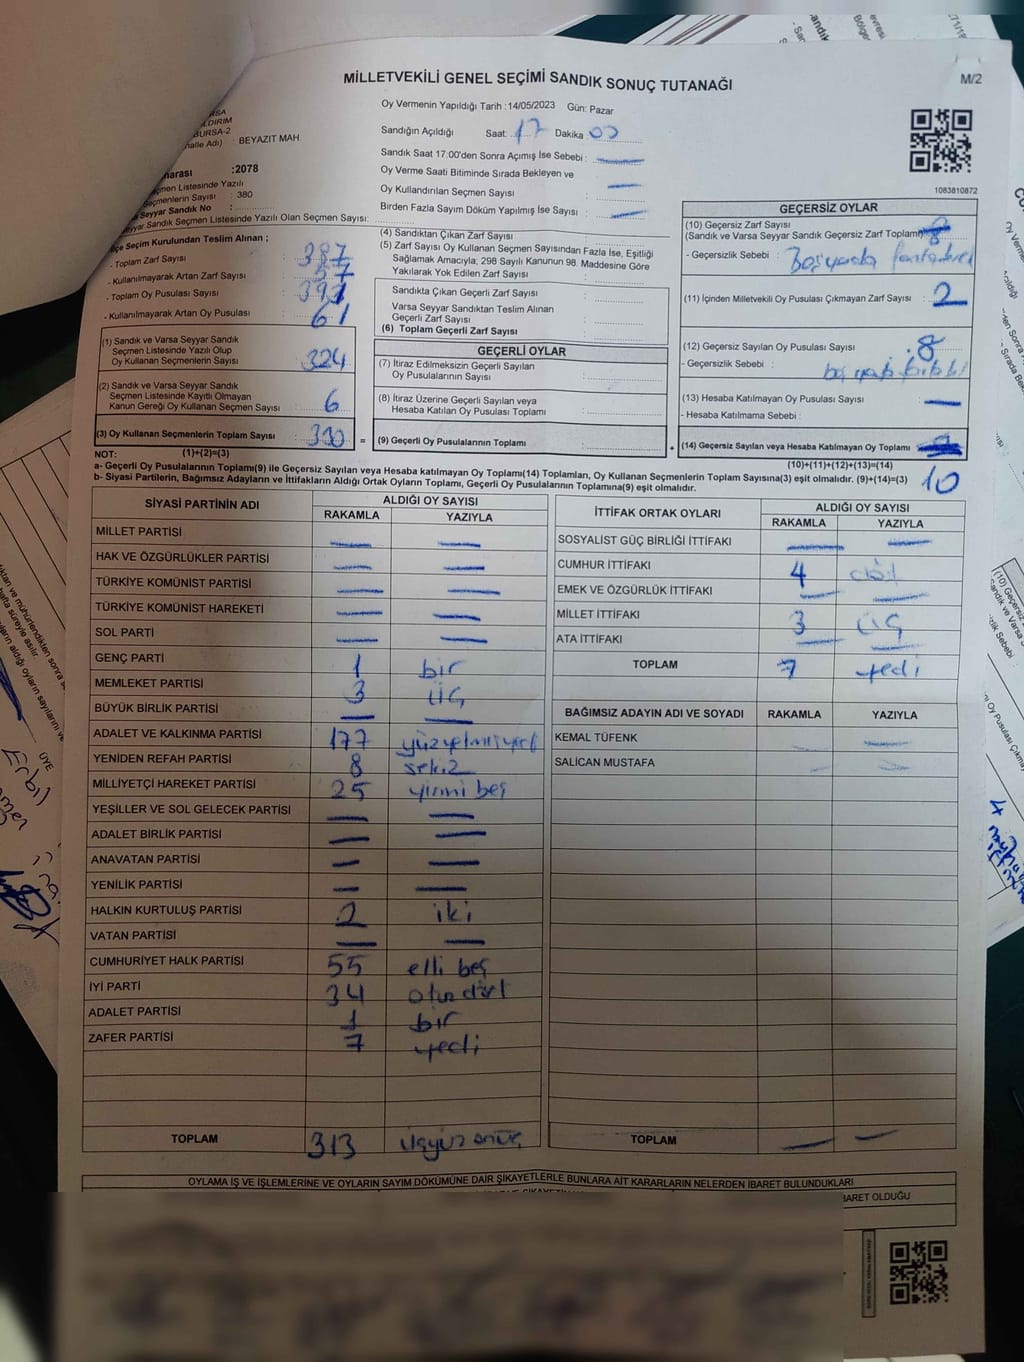 MİLLETVEKİLİ GENEL SEÇİMİ SANDIK SONUÇ TUTANAĞI
M/2
Oy Vermenin Yapıldığı Tarih : 14/05/2023 Gün: Pazar
Sandığın Açıldığı Saat: 17 Dakika 00
Sandık Saat 17:00'den Sonra Açılmış İse Sebebi :
Oy Verme Saati Bitiminde Sırada Bekleyen ve
Oy Kullandırılan Seçmen Sayısı
Birden Fazla Sayım Döküm Yapılmış İse Sayısı
BURSA-2
: BEYAZIT MAH
:2078
Seçmen Listesinde Yazılı
Seçmenlerin Sayısı : 380
Seyyar Sandık No :
Seyyar Sandık Seçmen Listesinde Yazılı Olan Seçmen Sayısı:
1083810872
İlçe Seçim Kurulundan Teslim Alınan ;
- Toplam Zarf Sayısı : 387
- Kullanılmayarak Artan Zarf Sayısı : 57
- Toplam Oy Pusulası Sayısı :
- Kullanılmayarak Artan Oy Pusulası : 61
(1) Sandık ve Varsa Seyyar Sandık
Seçmen Listesinde Yazılı Olup
Oy Kullanan Seçmenlerin Sayısı : 324
(2) Sandık ve Varsa Seyyar Sandık
Seçmen Listesinde Kayıtlı Olmayan
Kanun Gereği Oy Kullanan Seçmen Sayısı : 6
(3) Oy Kullanan Seçmenlerin Toplam Sayısı : 330
(4) Sandıktan Çıkan Zarf Sayısı
(5) Zarf Sayısı Oy Kullanan Seçmen Sayısından Fazla İse, Eşitliği
Sağlamak Amacıyla; 298 Sayılı Kanunun 98. Maddesine Göre
Yakılarak Yok Edilen Zarf Sayısı
Sandıkta Çıkan Geçerli Zarf Sayısı
Varsa Seyyar Sandıktan Teslim Alınan
Geçerli Zarf Sayısı
(6) Toplam Geçerli Zarf Sayısı
GEÇERLİ OYLAR
(7) İtiraz Edilmeksizin Geçerli Sayılan
Oy Pusulalarının Sayısı
(8) İtiraz Üzerine Geçerli Sayılan veya
Hesaba Katılan Oy Pusulası Toplamı
= (9) Geçerli Oy Pusulalarının Toplamı
GEÇERSİZ OYLAR
(10) Geçersiz Zarf Sayısı
(Sandık ve Varsa Seyyar Sandık Geçersiz Zarf Toplamı)
- Geçersizlik Sebebi :
(11) İçinden Milletvekili Oy Pusulası Çıkmayan Zarf Sayısı : 2
(12) Geçersiz Sayılan Oy Pusulası Sayısı : 8
- Geçersizlik Sebebi :
(13) Hesaba Katılmayan Oy Pusulası Sayısı :
- Hesaba Katılmama Sebebi :
+ (14) Geçersiz Sayılan veya Hesaba Katılmayan Oy Toplamı
(10)+(11)+(12)+(13)=(14)
10
NOT: (1)+(2)=(3)
a- Geçerli Oy Pusulalarının Toplamı(9) ile Geçersiz Sayılan veya Hesaba katılmayan Oy Toplamı(14) Toplamları, Oy Kullanan Seçmenlerin Toplam Sayısına(3) eşit olmalıdır. (9)+(14)=(3)
b- Siyasi Partilerin, Bağımsız Adayların ve İttifakların Aldığı Ortak Oyların Toplamı, Geçerli Oy Pusulalarının Toplamına(9) eşit olmalıdır.
SİYASİ PARTİNİN ADI ALDIĞI OY SAYISI
RAKAMLA YAZIYLA
MİLLET PARTİSİ
HAK VE ÖZGÜRLÜKLER PARTİSİ
TÜRKİYE KOMÜNİST PARTİSİ
TÜRKİYE KOMÜNİST HAREKETİ
SOL PARTİ
GENÇ PARTİ 1 bir
MEMLEKET PARTİSİ 3 üç
BÜYÜK BİRLİK PARTİSİ
ADALET VE KALKINMA PARTİSİ 177 yüzyetmişyedi
YENİDEN REFAH PARTİSİ 8 sekiz
MİLLİYETÇİ HAREKET PARTİSİ 25 yirmi beş
YEŞİLLER VE SOL GELECEK PARTİSİ
ADALET BİRLİK PARTİSİ
ANAVATAN PARTİSİ
YENİLİK PARTİSİ
HALKIN KURTULUŞ PARTİSİ 2 iki
VATAN PARTİSİ
CUMHURİYET HALK PARTİSİ 55 elli beş
İYİ PARTİ 34 otuz dört
ADALET PARTİSİ 1 bir
ZAFER PARTİSİ 7 yedi
TOPLAM 313 üçyüz onüç
İTTİFAK ORTAK OYLARI ALDIĞI OY SAYISI
RAKAMLA YAZIYLA
SOSYALİST GÜÇ BİRLİĞİ İTTİFAKI
CUMHUR İTTİFAKI 4 dört
EMEK VE ÖZGÜRLÜK İTTİFAKI
MİLLET İTTİFAKI 3 üç
ATA İTTİFAKI
TOPLAM 7 yedi
BAĞIMSIZ ADAYIN ADI VE SOYADI RAKAMLA YAZIYLA
KEMAL TÜFENK
SALİCAN MUSTAFA
TOPLAM
OYLAMA İŞ VE İŞLEMLERİNE VE OYLARIN SAYIM DÖKÜMÜNE DAİR ŞİKAYETLERLE BUNLARA AİT KARARLARIN NELERDEN İBARET BULUNDUKLARI
İBARET OLDUĞU